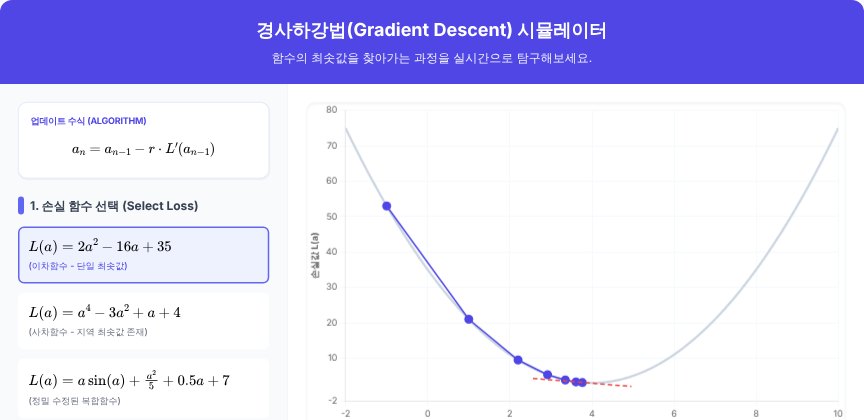 경사하강법(Gradient Descent) 시뮬레이터
함수의 최솟값을 찾아가는 과정을 실시간으로 탐구해보세요.
업데이트 수식 (ALGORITHM)
aₙ = aₙ₋₁ − r · L′(aₙ₋₁)
1. 손실 함수 선택 (Select Loss)
L(a) = 2a² − 16a + 35
(이차함수 - 단일 최솟값)
L(a) = a⁴ − 3a² + a + 4
(사차함수 - 지역 최솟값 존재)
L(a) = a sin(a) + a²/5 + 0.5a + 7
(정밀 수정된 복합함수)
손실값 L(a)
80
70
60
50
40
30
20
10
-2
-2 0 2 4 6 8 10